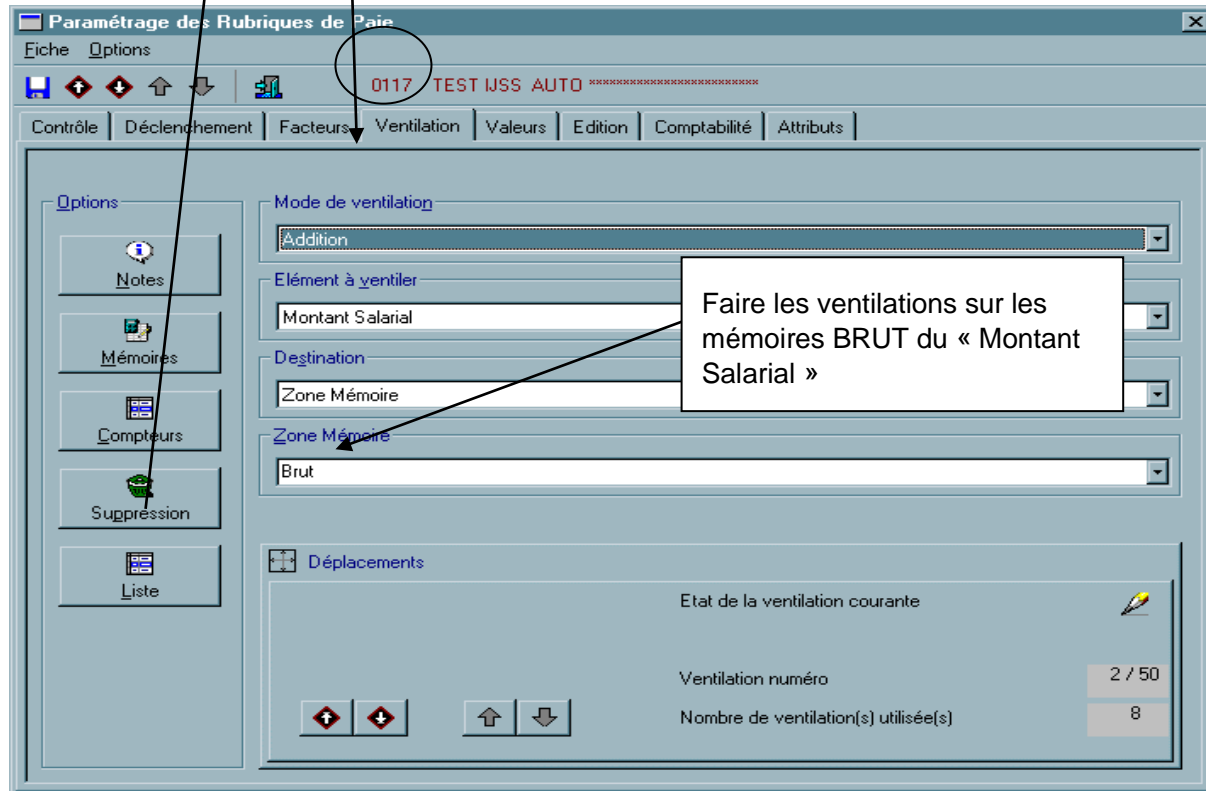 Paramétrage des Rubriques de Paie
Fiche Options
0117 TEST IJSS AUTO **************************
Contrôle Déclenchement Facteurs Ventilation Valeurs Edition Comptabilité Attributs
Options
Notes
Mémoires
Compteurs
Suppression
Liste
Mode de ventilation
Addition
Elément à ventiler
Montant Salarial
Destination
Zone Mémoire
Zone Mémoire
Brut
Faire les ventilations sur les
mémoires BRUT du « Montant
Salarial »
Déplacements
Etat de la ventilation courante
Ventilation numéro 2 / 50
Nombre de ventilation(s) utilisée(s) 8